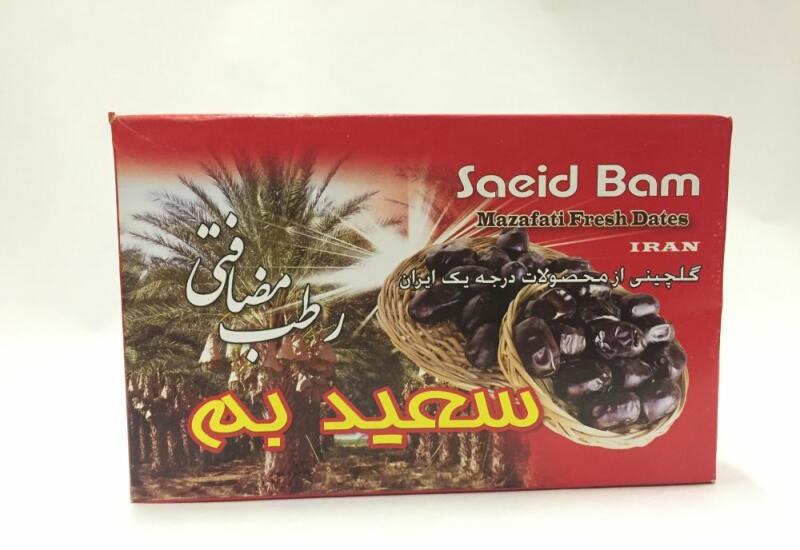 Saeid Bam
Mazafati Fresh Dates
IRAN
گلچینی از محصولات درجه یک ایران
رطب مضافتی
سعید بم